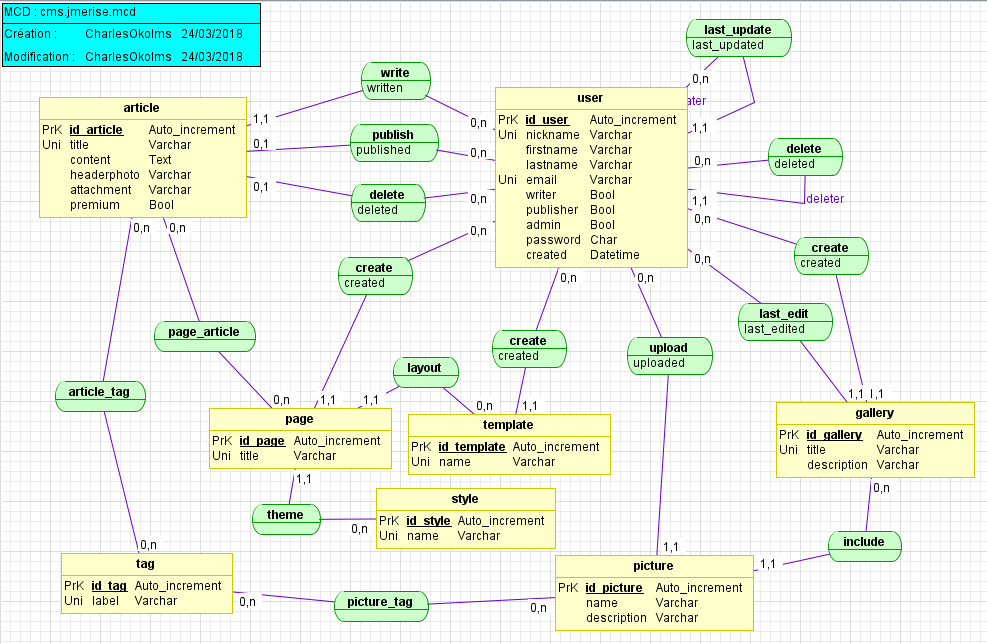 MCD : cms.jmerise.mcd
Création : CharlesOkolms 24/03/2018
Modification : CharlesOkolms 24/03/2018
last_update
last_updated
0,n
ater
1,1
write
written
1,1
0,n
publish
published
0,1
0,n
delete
deleted
0,1
0,n
article
PrK id_article Auto_increment
Uni title Varchar
content Text
headerphoto Varchar
attachment Varchar
premium Bool
user
PrK id_user Auto_increment
Uni nickname Varchar
firstname Varchar
lastname Varchar
Uni email Varchar
writer Bool
publisher Bool
admin Bool
password Char
created Datetime
delete
deleted
0,n
1,1
deleter
0,n
create
created
0,n
last_edit
last_edited
0,n 0,n
0,n
create
created
0,n 0,n
create
created
upload
uploaded
page_article
layout
article_tag
0,n
1,1
1,1
0,n
1,1
1,1 1,1
page
PrK id_page Auto_increment
Uni title Varchar
template
PrK id_template Auto_increment
Uni name Varchar
gallery
PrK id_gallery Auto_increment
Uni title Varchar
description Varchar
1,1
0,n
theme
0,n
style
PrK id_style Auto_increment
Uni name Varchar
include
0,n
1,1
1,1
tag
PrK id_tag Auto_increment
Uni label Varchar
picture
PrK id_picture Auto_increment
name Varchar
description Varchar
0,n
picture_tag
0,n